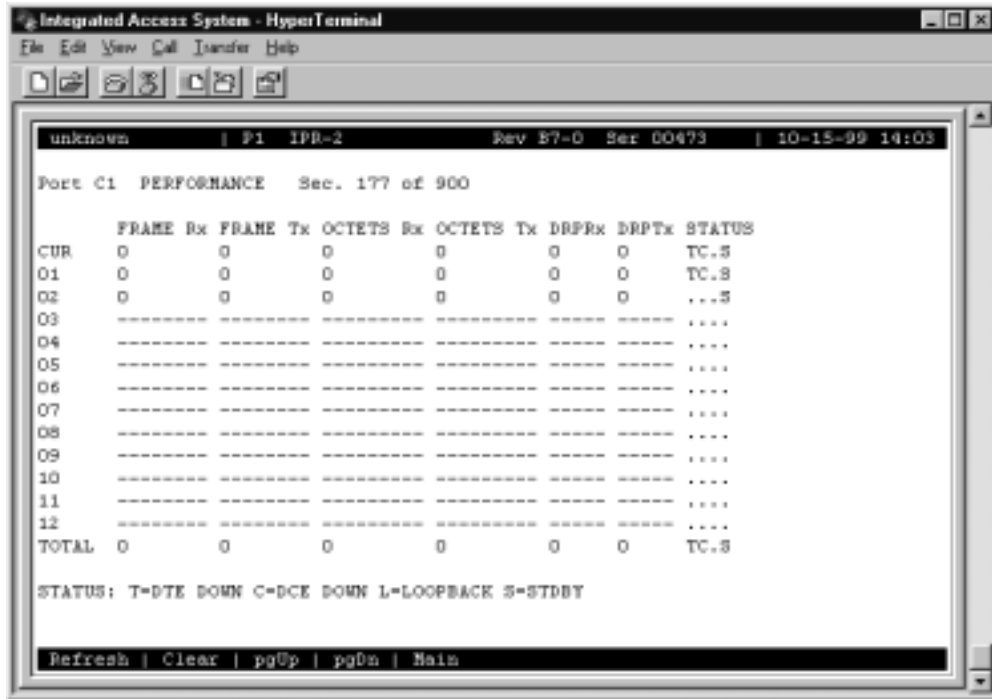 Integrated Access System - HyperTerminal
File Edit View Call Transfer Help
unknown | P1 IPR-2 Rev B7-0 Ser 00473 | 10-15-99 14:03
Port C1 PERFORMANCE Sec. 177 of 900
FRAME Rx FRAME Tx OCTETS Rx OCTETS Tx DRPRx DRPTx STATUS
CUR 0 0 0 0 0 0 TC.S
01 0 0 0 0 0 0 TC.S
02 0 0 0 0 0 0 ...S
03 -------- -------- --------- --------- ----- ----- ....
04 -------- -------- --------- --------- ----- ----- ....
05 -------- -------- --------- --------- ----- ----- ....
06 -------- -------- --------- --------- ----- ----- ....
07 -------- -------- --------- --------- ----- ----- ....
08 -------- -------- --------- --------- ----- ----- ....
09 -------- -------- --------- --------- ----- ----- ....
10 -------- -------- --------- --------- ----- ----- ....
11 -------- -------- --------- --------- ----- ----- ....
12 -------- -------- --------- --------- ----- ----- ....
TOTAL 0 0 0 0 0 0 TC.S
STATUS: T=DTE DOWN C=DCE DOWN L=LOOPBACK S=STDBY
Refresh | Clear | pgUp | pgDn | Main